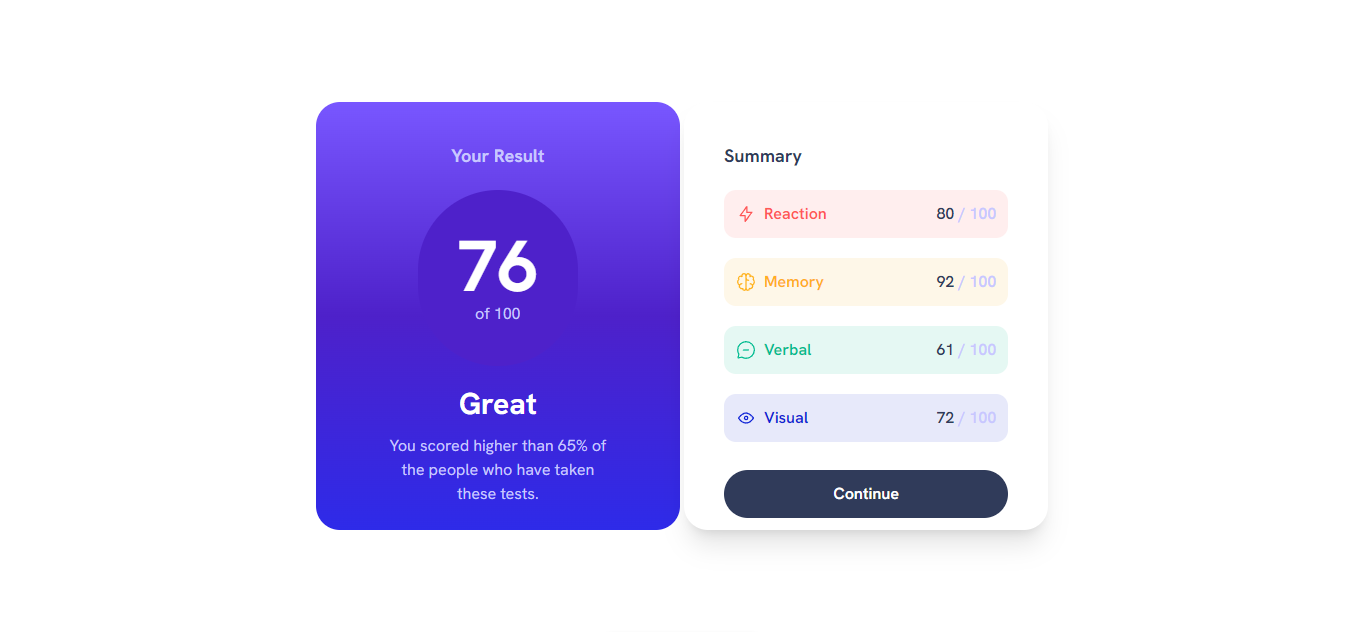 Your Result
76
of 100
Great
You scored higher than 65% of
the people who have taken
these tests.
Summary
Reaction 80 / 100
Memory 92 / 100
Verbal 61 / 100
Visual 72 / 100
Continue